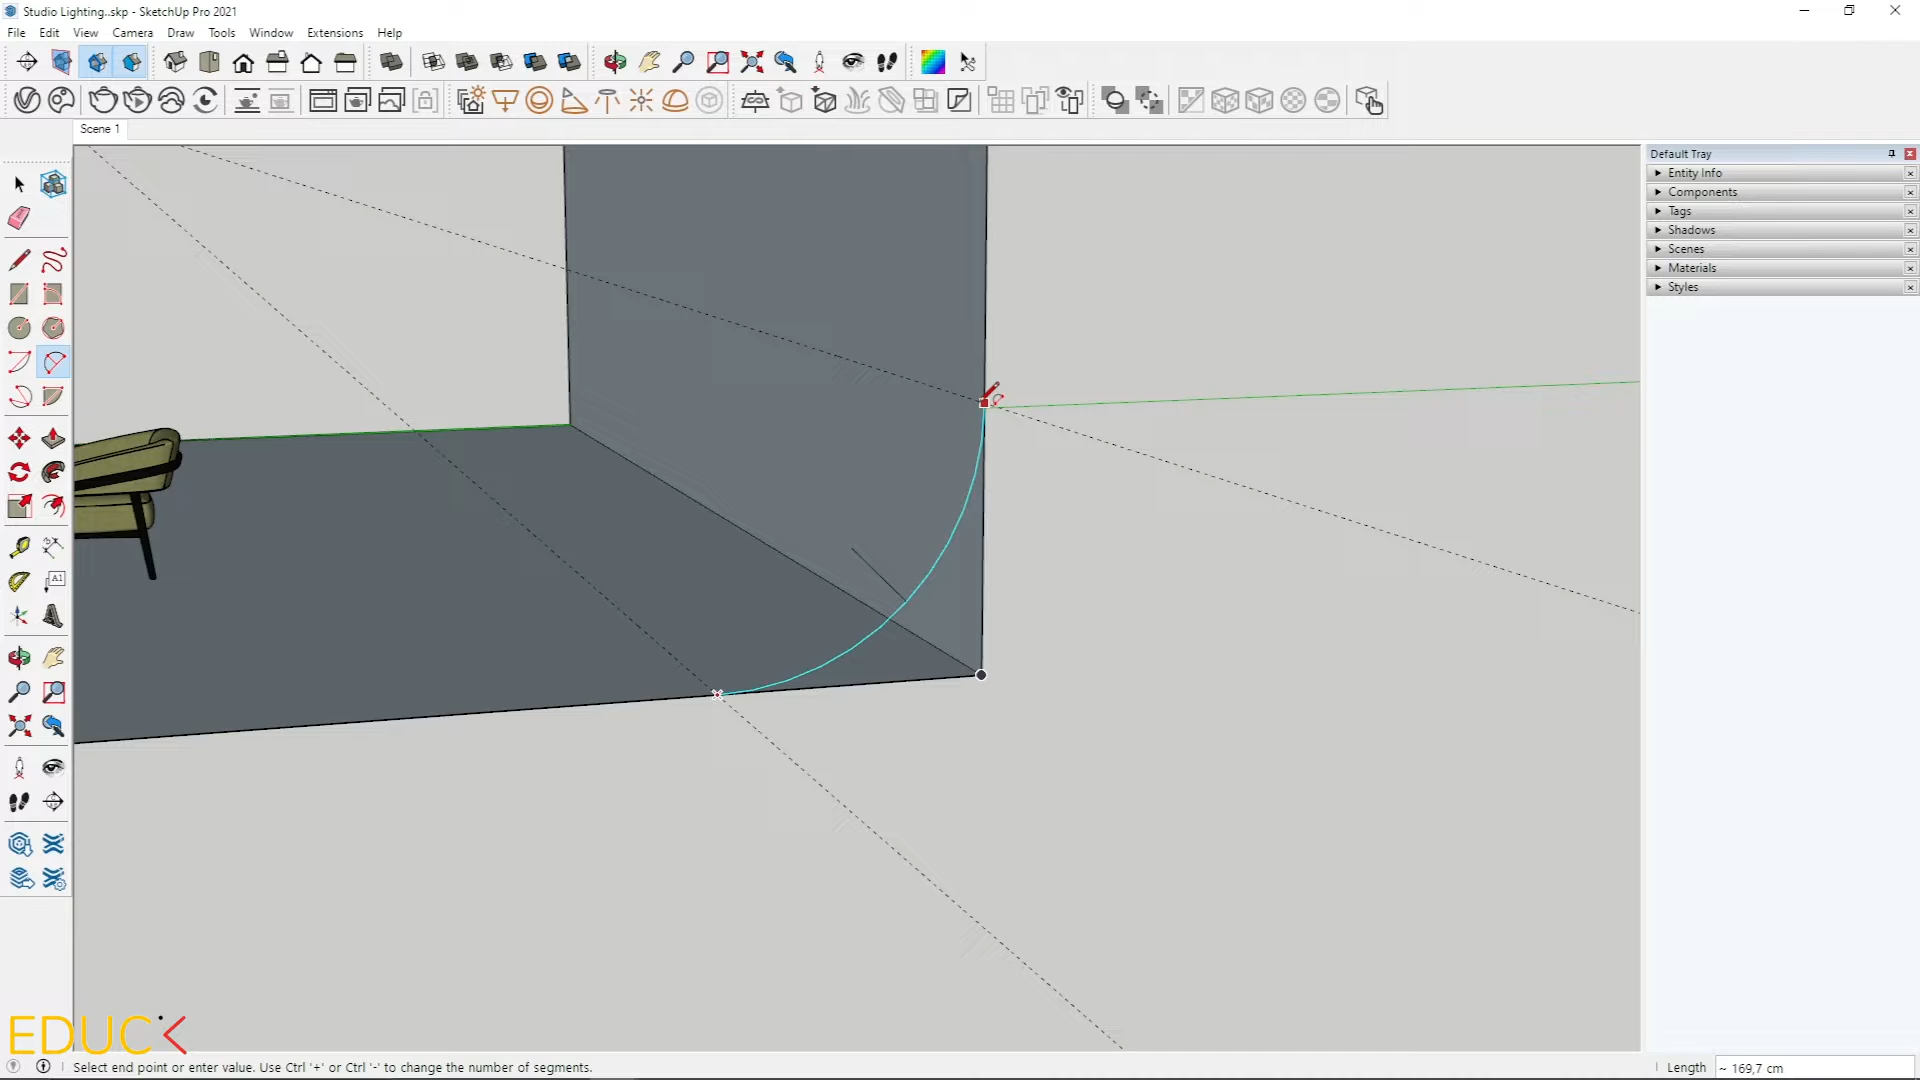 Studio Lighting..skp - SketchUp Pro 2021
File Edit View Camera Draw Tools Window Extensions Help
Scene 1
Default Tray
Entity Info
Components
Tags
Shadows
Scenes
Materials
Styles
A1
EDUC
Select end point or enter value. Use Ctrl '+' or Ctrl '-' to change the number of segments.
Length ~ 169,7 cm